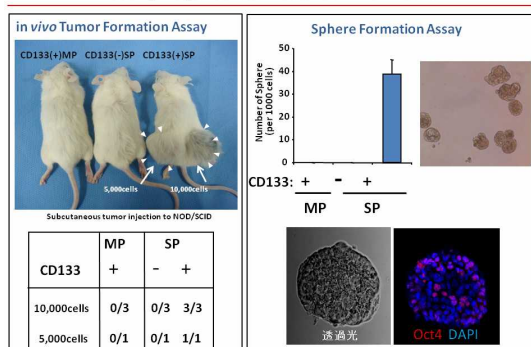 in vivo Tumor Formation Assay
CD133(+)MP CD133(-)SP CD133(+)SP
5,000cells 10,000cells
Subcutaneous tumor injection to NOD/SCID
MP SP
CD133 + - +
10,000cells 0/3 0/3 3/3
5,000cells 0/1 0/1 1/1
Sphere Formation Assay
Number of Sphere
(per 1000 cells)
50
40
30
20
10
0
CD133: + - +
MP SP
透過光
Oct4 DAPI